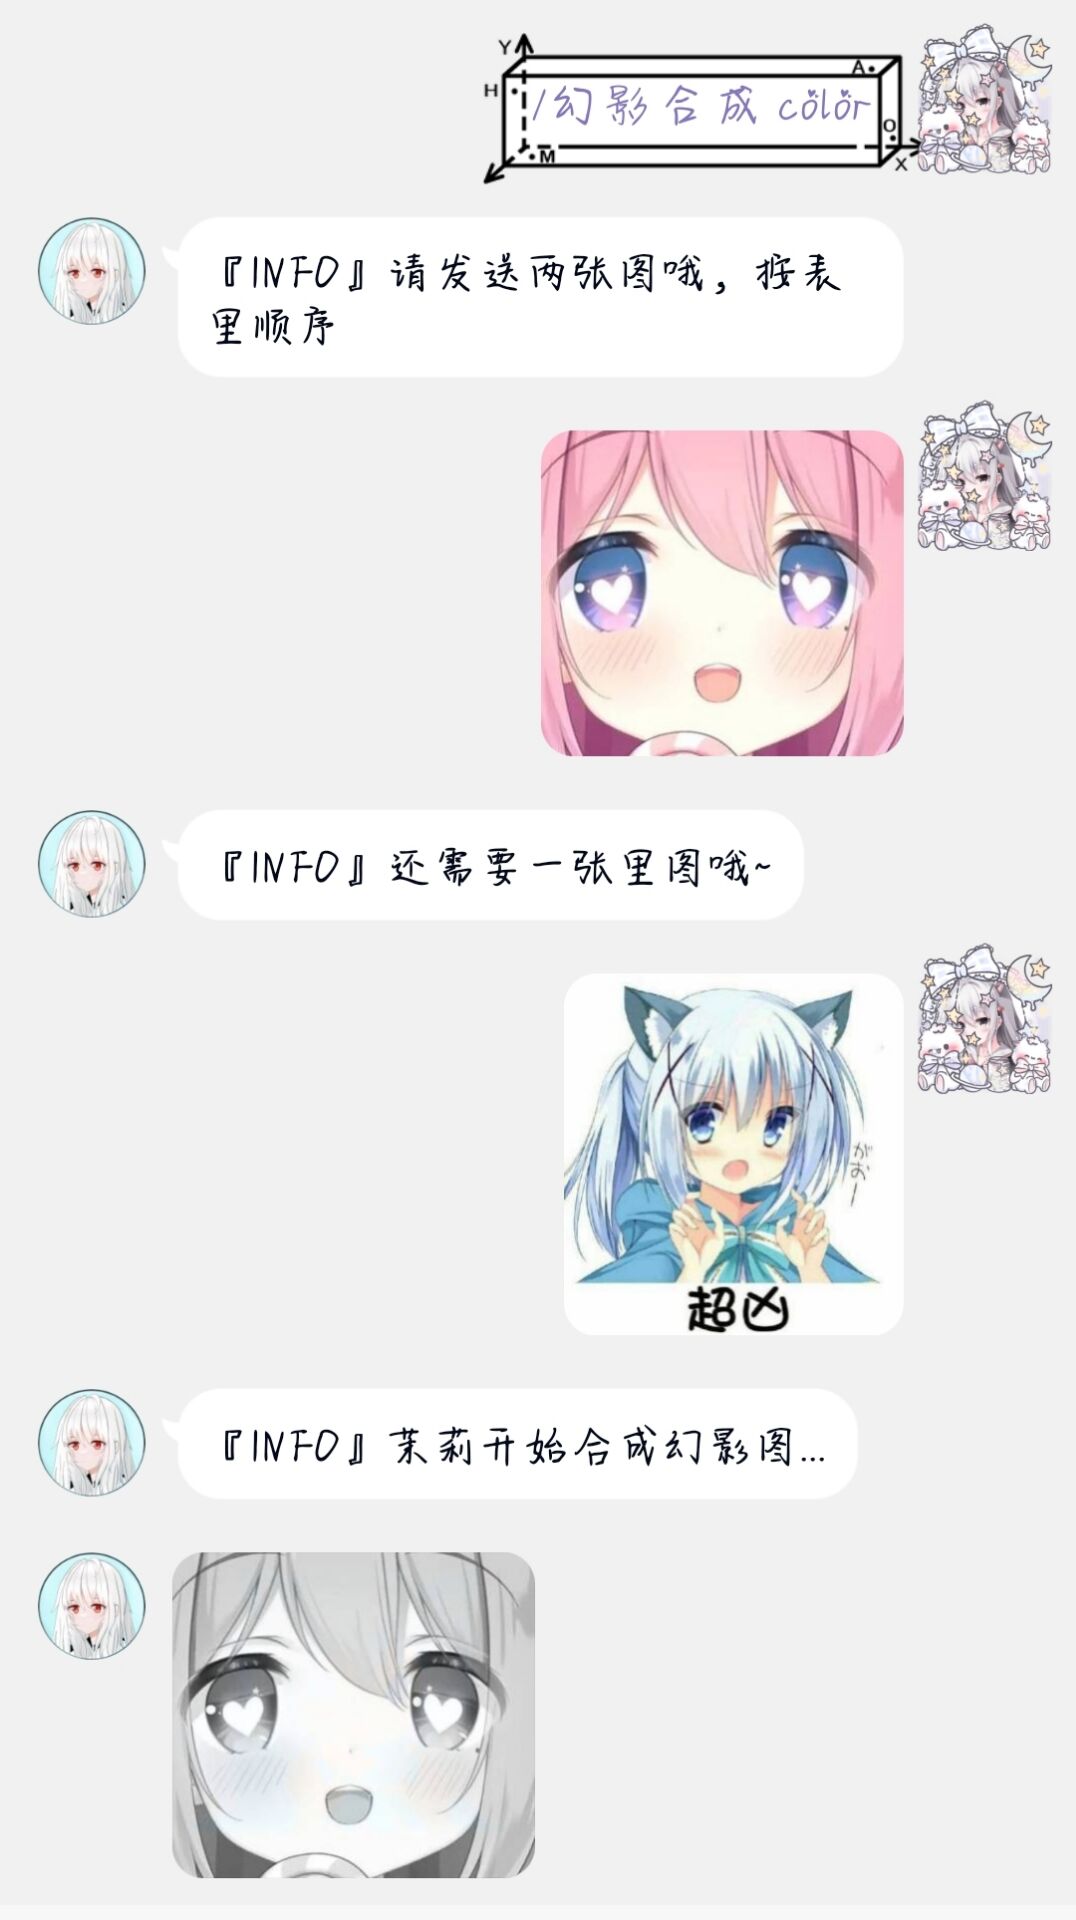 Y
H
A
/幻影合成 color
O
M
X
『INFO』请发送两张图哦，按表
里顺序
『INFO』还需要一张里图哦~
がおー
超凶
『INFO』茉莉开始合成幻影图...